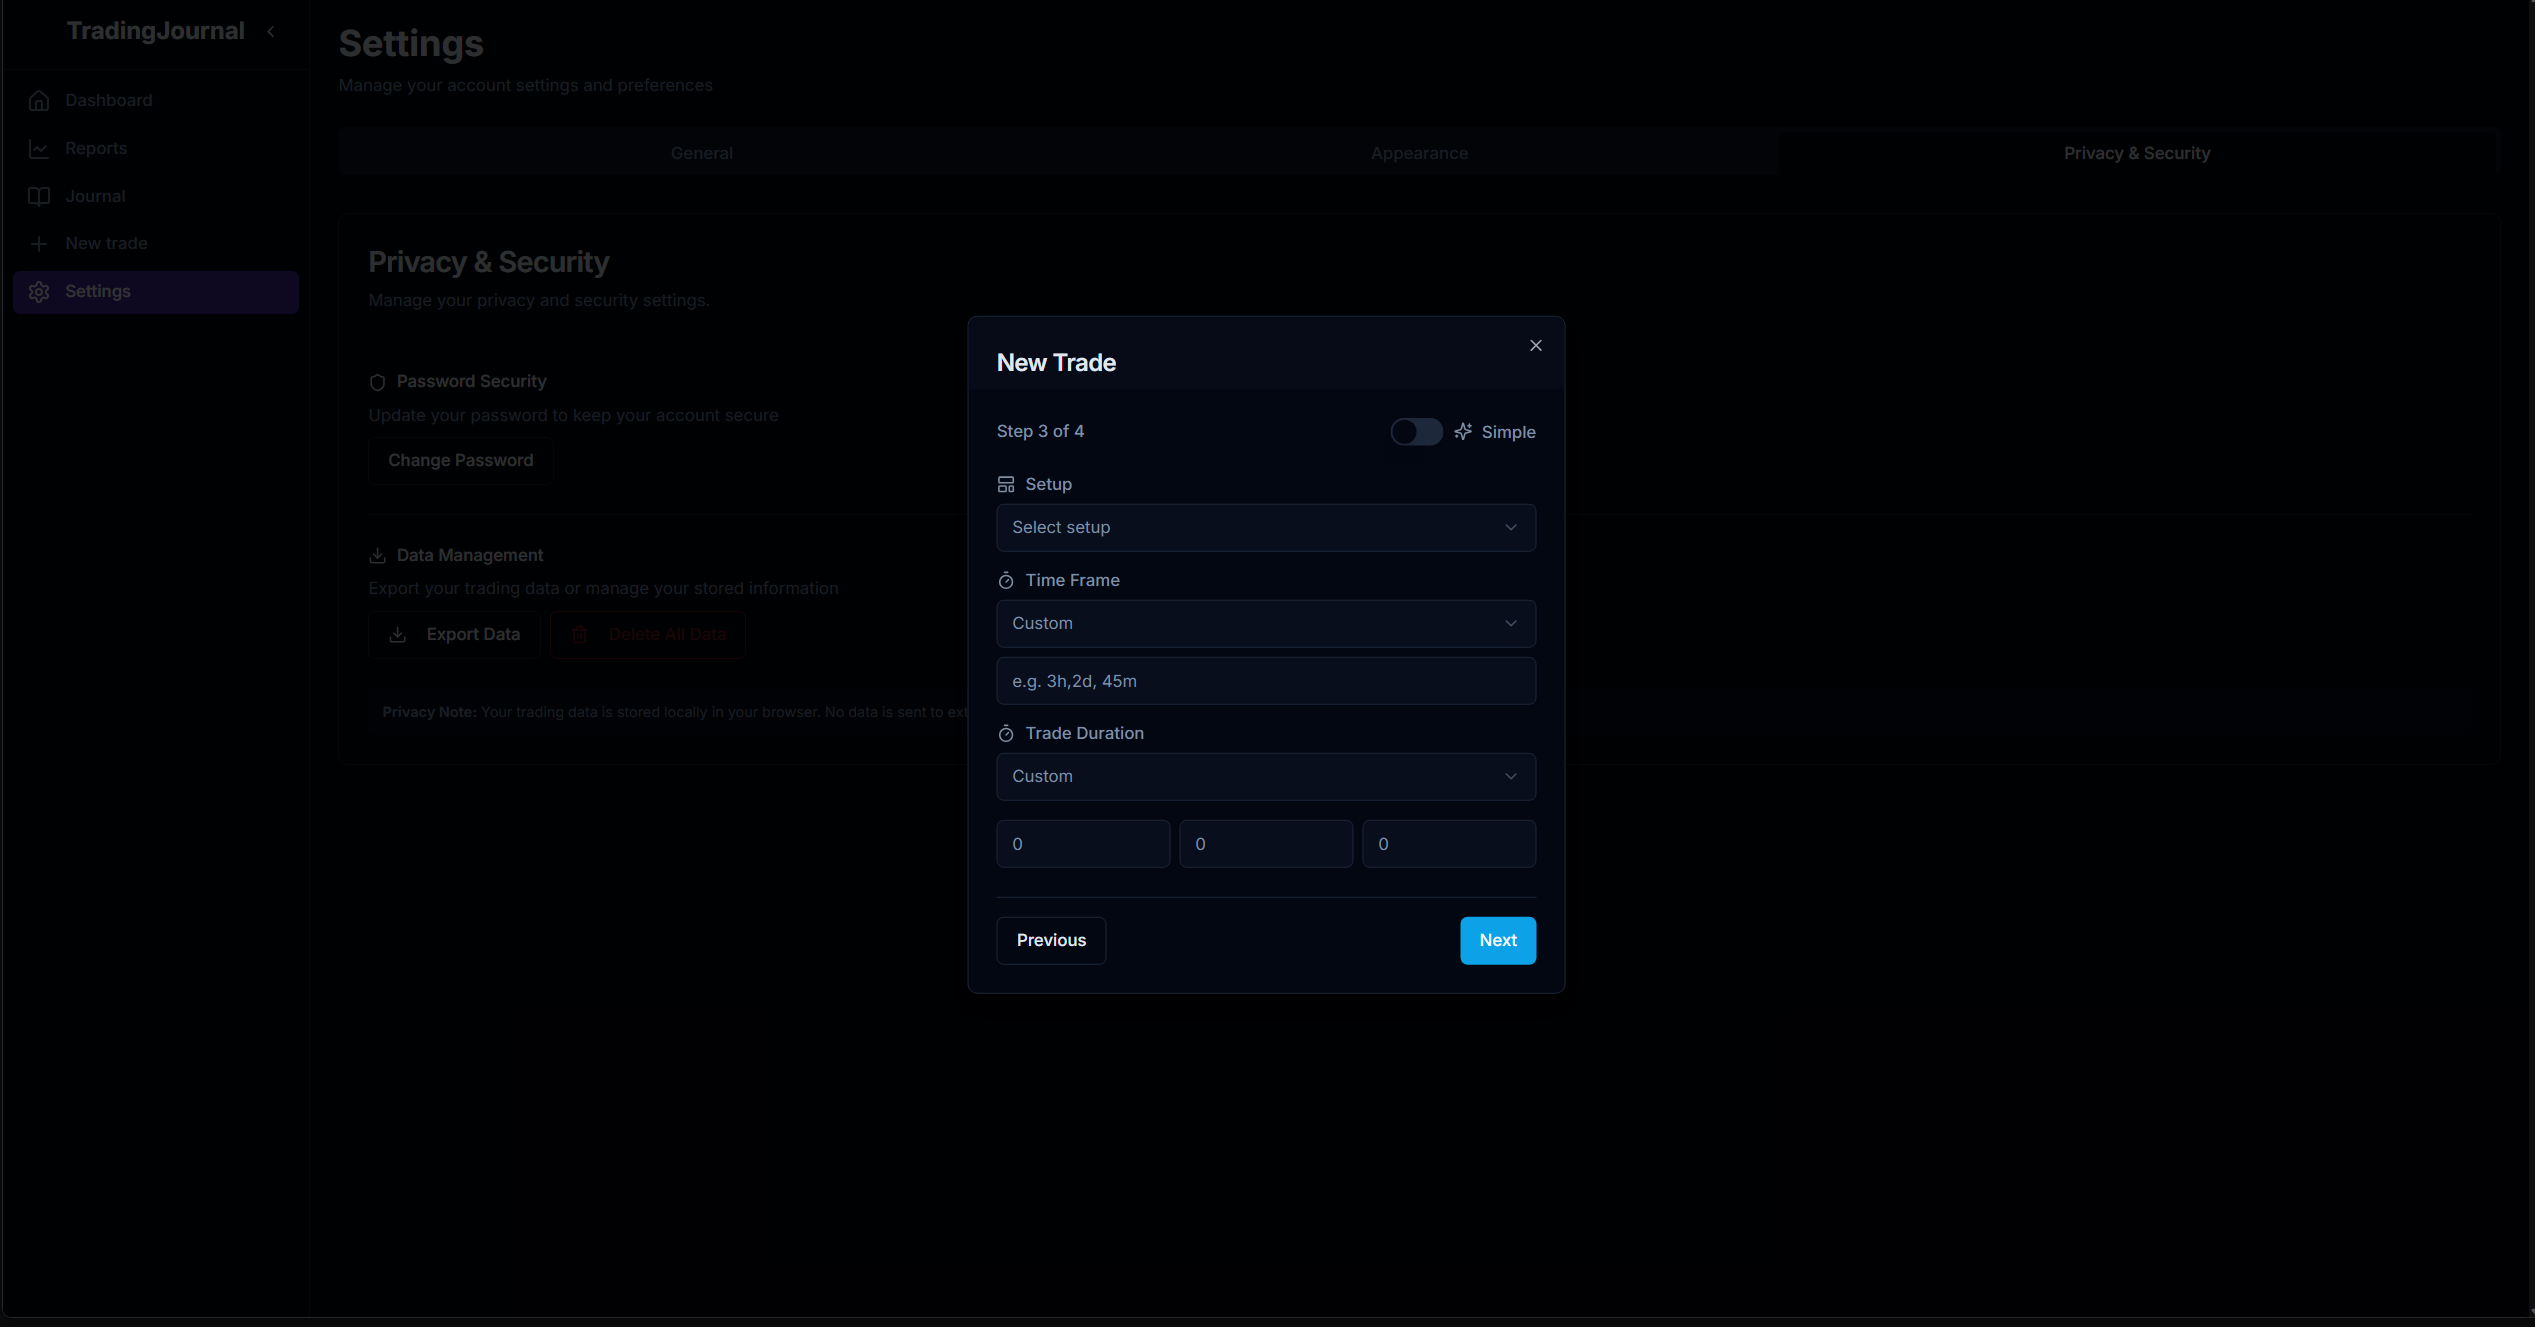 TradingJournal
Dashboard
Reports
Journal
New trade
Settings
Settings
Manage your account settings and preferences
General
Appearance
Privacy & Security
Privacy & Security
Manage your privacy and security settings.
Password Security
Update your password to keep your account secure
Change Password
Data Management
Export your trading data or manage your stored information
Export Data
Delete All Data
Privacy Note: Your trading data is stored locally in your browser. No data is sent to ext
New Trade
Step 3 of 4
Simple
Setup
Select setup
Time Frame
Custom
e.g. 3h,2d, 45m
Trade Duration
Custom
0
0
0
Previous
Next